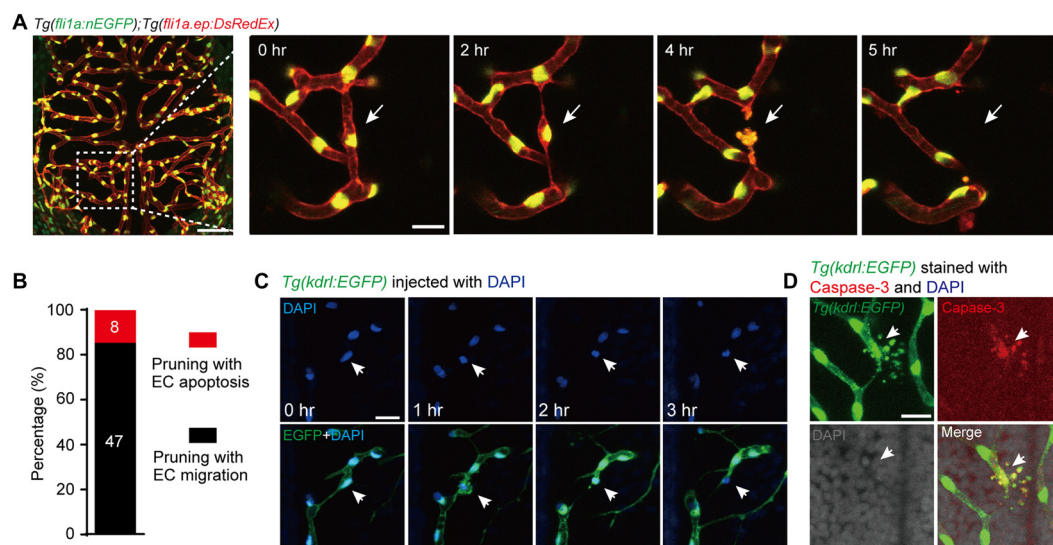 A
Tg(fli1a:nEGFP);Tg(fli1a.ep:DsRedEx)
0 hr
2 hr
4 hr
5 hr
B
100
80
60
40
20
0
Percentage (%)
8
47
Pruning with
EC apoptosis
Pruning with
EC migration
C
Tg(kdrl:EGFP) injected with DAPI
DAPI
0 hr
1 hr
2 hr
3 hr
EGFP+DAPI
D
Tg(kdrl:EGFP) stained with
Caspase-3 and DAPI
Tg(kdrl:EGFP)
Capase-3
DAPI
Merge